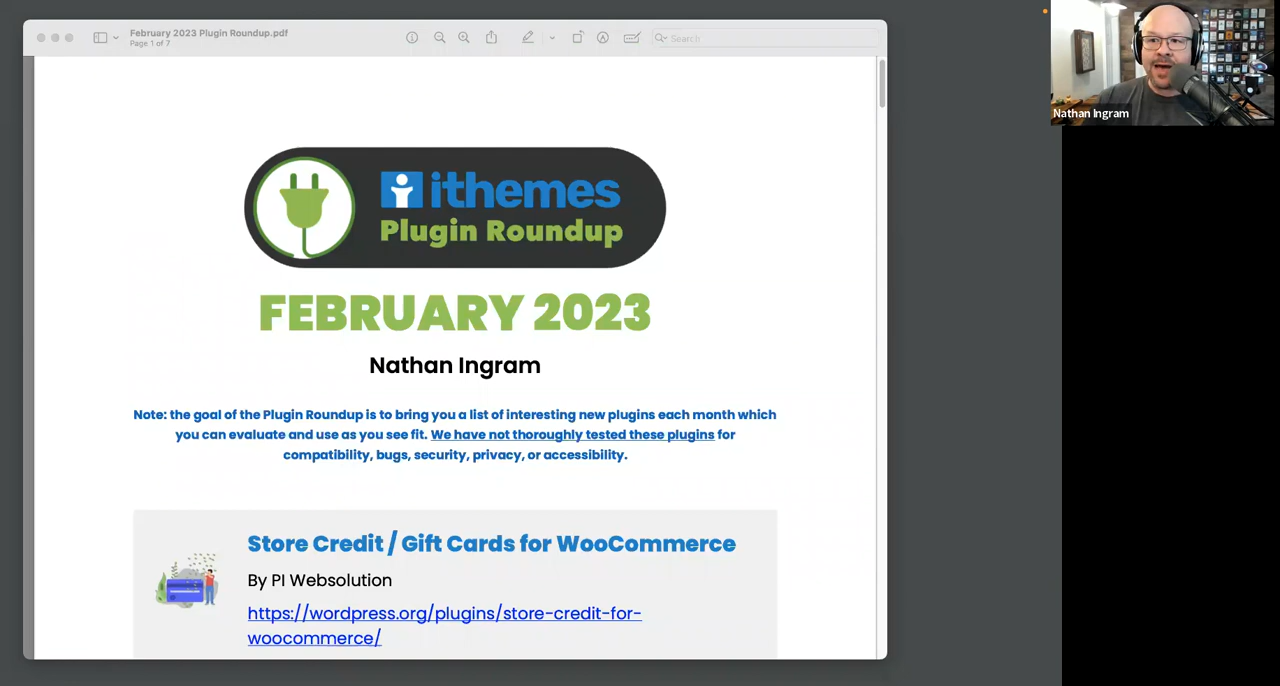 February 2023 Plugin Roundup.pdf
Page 1 of 7
Search
Nathan Ingram
ithemes
Plugin Roundup
FEBRUARY 2023
Nathan Ingram
Note: the goal of the Plugin Roundup is to bring you a list of interesting new plugins each month which
you can evaluate and use as you see fit. We have not thoroughly tested these plugins for
compatibility, bugs, security, privacy, or accessibility.
Store Credit / Gift Cards for WooCommerce
By PI Websolution
https://wordpress.org/plugins/store-credit-for-
woocommerce/